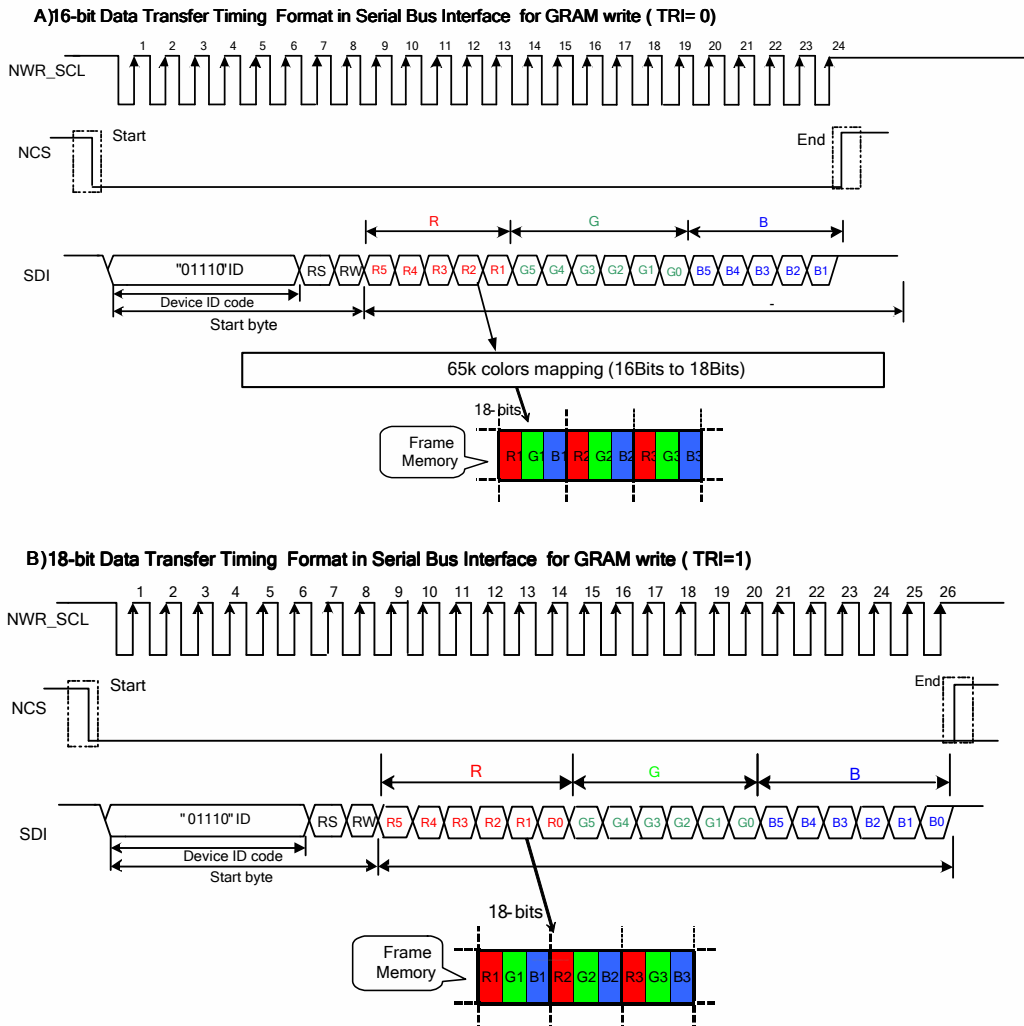 A)16-bit Data Transfer Timing Format in Serial Bus Interface for GRAM write ( TRI= 0)
1 2 3 4 5 6 7 8 9 10 11 12 13 14 15 16 17 18 19 20 21 22 23 24
NWR_SCL
Start
End
NCS
R G B
SDI
"01110"ID RS RW R5 R4 R3 R2 R1 G5 G4 G3 G2 G1 G0 B5 B4 B3 B2 B1
Device ID code
-
Start byte
65k colors mapping (16Bits to 18Bits)
18-bits
Frame
Memory
R1 G1 B1 R2 G2 B2 R3 G3 B3
B)18-bit Data Transfer Timing Format in Serial Bus Interface for GRAM write ( TRI=1)
1 2 3 4 5 6 7 8 9 10 11 12 13 14 15 16 17 18 19 20 21 22 23 24 25 26
NWR_SCL
Start
End
NCS
R G B
SDI
"01110"ID RS RW R5 R4 R3 R2 R1 R0 G5 G4 G3 G2 G1 G0 B5 B4 B3 B2 B1 B0
Device ID code
Start byte
18-bits
Frame
Memory
R1 G1 B1 R2 G2 B2 R3 G3 B3